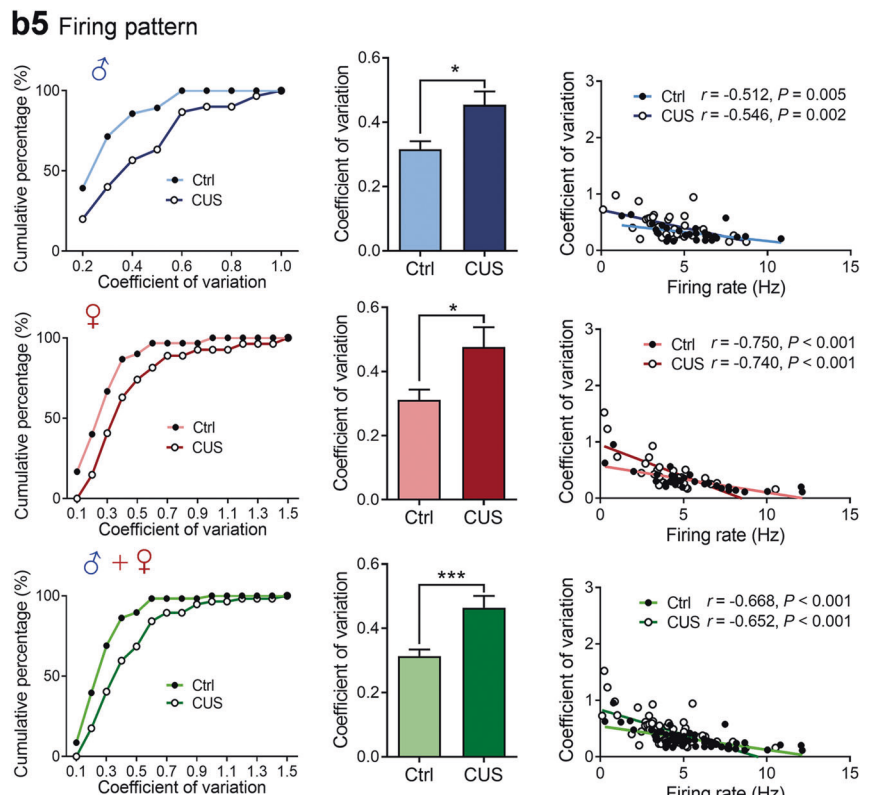 b5 Firing pattern
♂
Cumulative percentage (%)
100
50
0
0.2 0.4 0.6 0.8 1.0
Coefficient of variation
Ctrl
CUS
Coefficient of variation
0.6
0.4
0.2
0.0
*
Ctrl CUS
Coefficient of variation
3
2
1
0
0 5 10 15
Firing rate (Hz)
Ctrl r = -0.512, P = 0.005
CUS r = -0.546, P = 0.002
♀
Cumulative percentage (%)
100
50
0
0.1 0.3 0.5 0.7 0.9 1.1 1.3 1.5
Coefficient of variation
Ctrl
CUS
Coefficient of variation
0.6
0.4
0.2
0.0
*
Ctrl CUS
Coefficient of variation
3
2
1
0
0 5 10 15
Firing rate (Hz)
Ctrl r = -0.750, P < 0.001
CUS r = -0.740, P < 0.001
♂ + ♀
Cumulative percentage (%)
100
50
0
0.1 0.3 0.5 0.7 0.9 1.1 1.3 1.5
Coefficient of variation
Ctrl
CUS
Coefficient of variation
0.6
0.4
0.2
0.0
***
Ctrl CUS
Coefficient of variation
3
2
1
0
0 5 10 15
Firing rate (Hz)
Ctrl r = -0.668, P < 0.001
CUS r = -0.652, P < 0.001